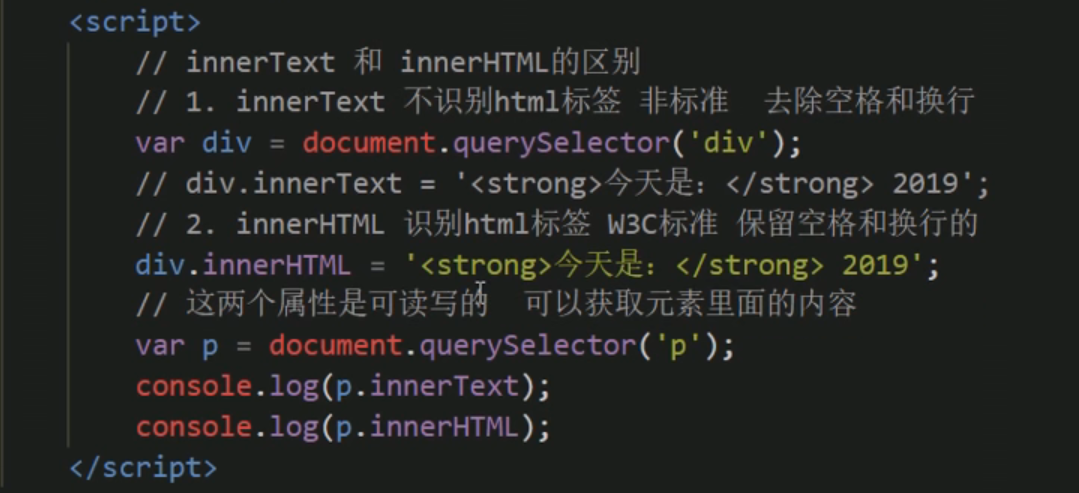 <script>
// innerText 和 innerHTML的区别
// 1. innerText 不识别html标签 非标准  去除空格和换行
var div = document.querySelector('div');
// div.innerText = '<strong>今天是：</strong> 2019';
// 2. innerHTML 识别html标签 W3C标准 保留空格和换行的
div.innerHTML = '<strong>今天是：</strong> 2019';
// 这两个属性是可读写的  可以获取元素里面的内容
var p = document.querySelector('p');
console.log(p.innerText);
console.log(p.innerHTML);
</script>